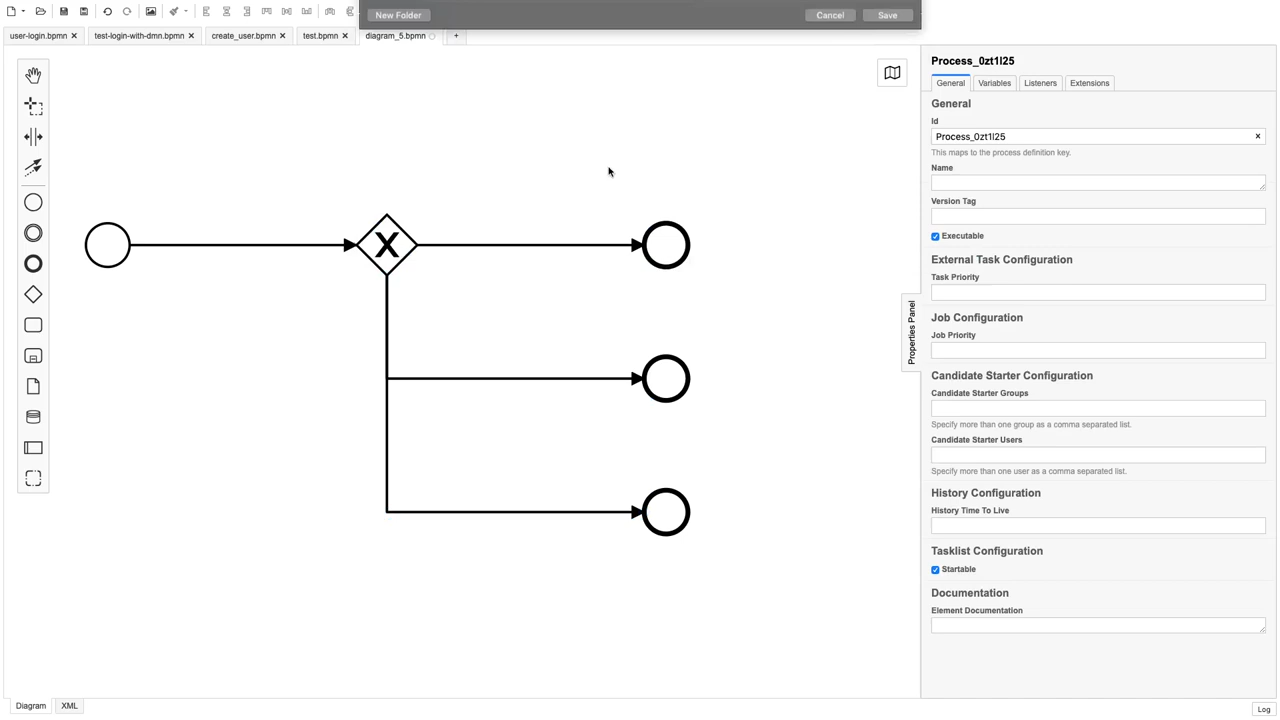 New Folder Cancel Save
user-login.bpmn × test-login-with-dmn.bpmn × create_user.bpmn × test.bpmn × diagram_5.bpmn +
Process_0zt1l25
General Variables Listeners Extensions
General
Id
Process_0zt1l25 ×
This maps to the process definition key.
Name
Version Tag
Executable
External Task Configuration
Task Priority
Job Configuration
Job Priority
Candidate Starter Configuration
Candidate Starter Groups
Specify more than one group as a comma separated list.
Candidate Starter Users
Specify more than one user as a comma separated list.
History Configuration
History Time To Live
Tasklist Configuration
Startable
Documentation
Element Documentation
Properties Panel
X
Diagram XML
Log